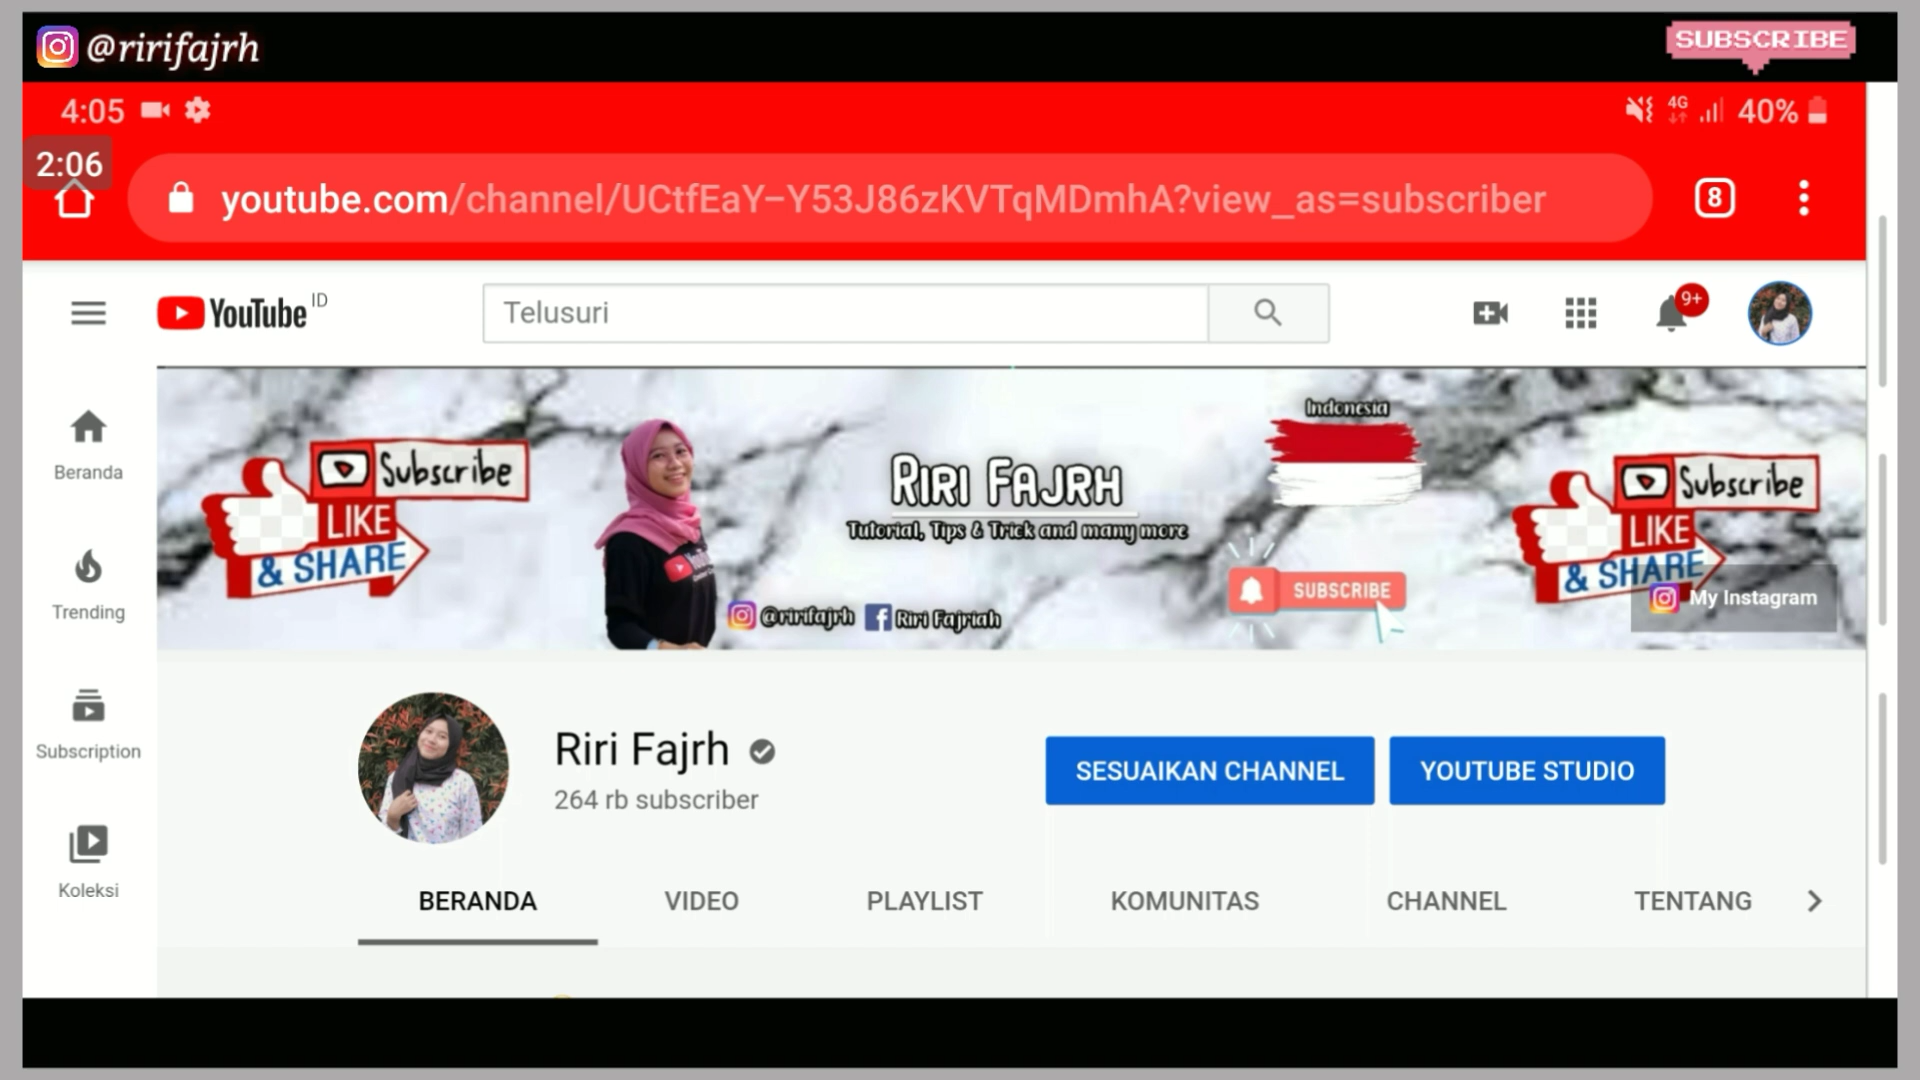 @ririfajrh
SUBSCRIBE
4:05
4G
40%
2:06
youtube.com/channel/UCtfEaY-Y53J86zKVTqMDmhA?view_as=subscriber
8
YouTube ID
Telusuri
9+
Beranda
Trending
Subscription
Koleksi
Subscribe
LIKE
& SHARE
RIRI FAJRH
Tutorial, Tips & Trick and many more
@ririfajrh
Riri Fajriah
Indonesia
SUBSCRIBE
Subscribe
LIKE
& SHARE
My Instagram
Riri Fajrh
264 rb subscriber
SESUAIKAN CHANNEL
YOUTUBE STUDIO
BERANDA VIDEO PLAYLIST KOMUNITAS CHANNEL TENTANG